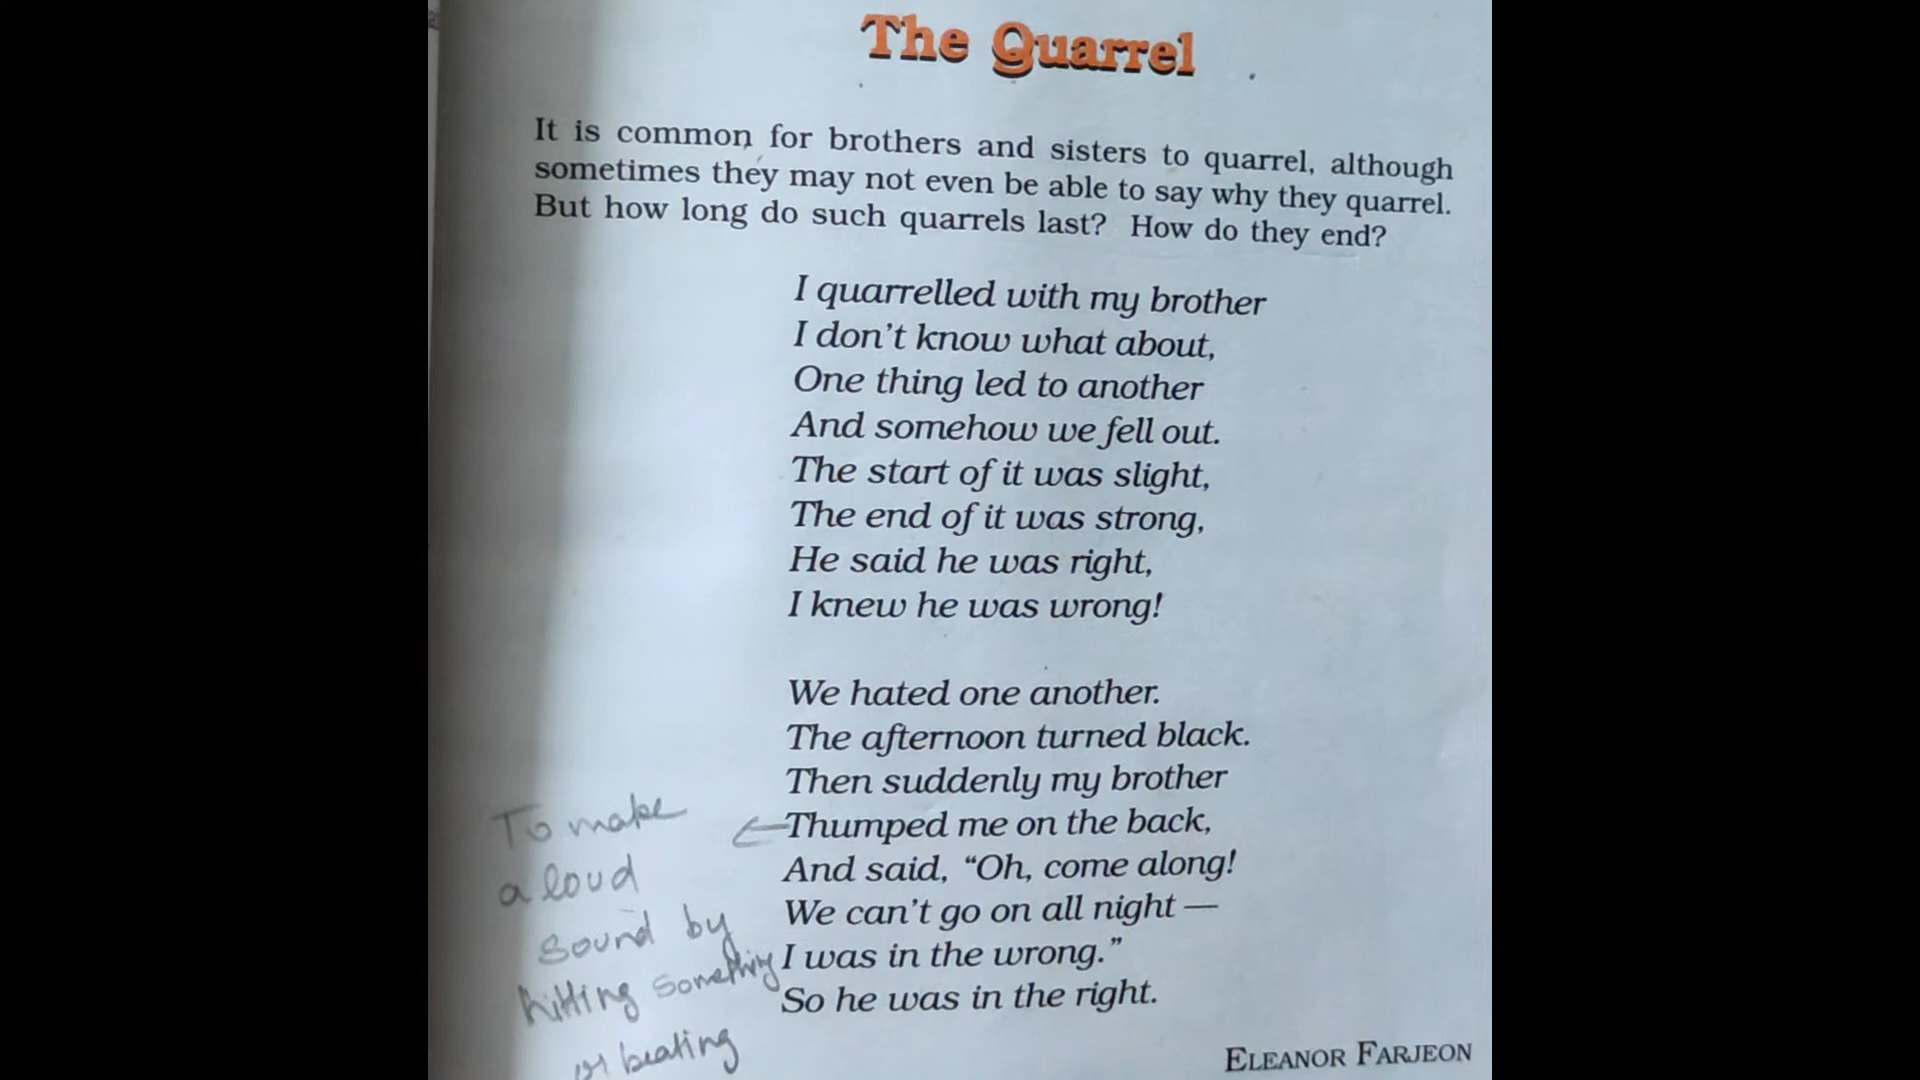 The Quarrel
It is common for brothers and sisters to quarrel, although
sometimes they may not even be able to say why they quarrel.
But how long do such quarrels last? How do they end?
I quarrelled with my brother
I don't know what about,
One thing led to another
And somehow we fell out.
The start of it was slight,
The end of it was strong,
He said he was right,
I knew he was wrong!
We hated one another.
The afternoon turned black.
Then suddenly my brother
Thumped me on the back,
And said, “Oh, come along!
We can't go on all night —
I was in the wrong.”
So he was in the right.
ELEANOR FARJEON
To make
a loud
sound by
hitting something
or beating